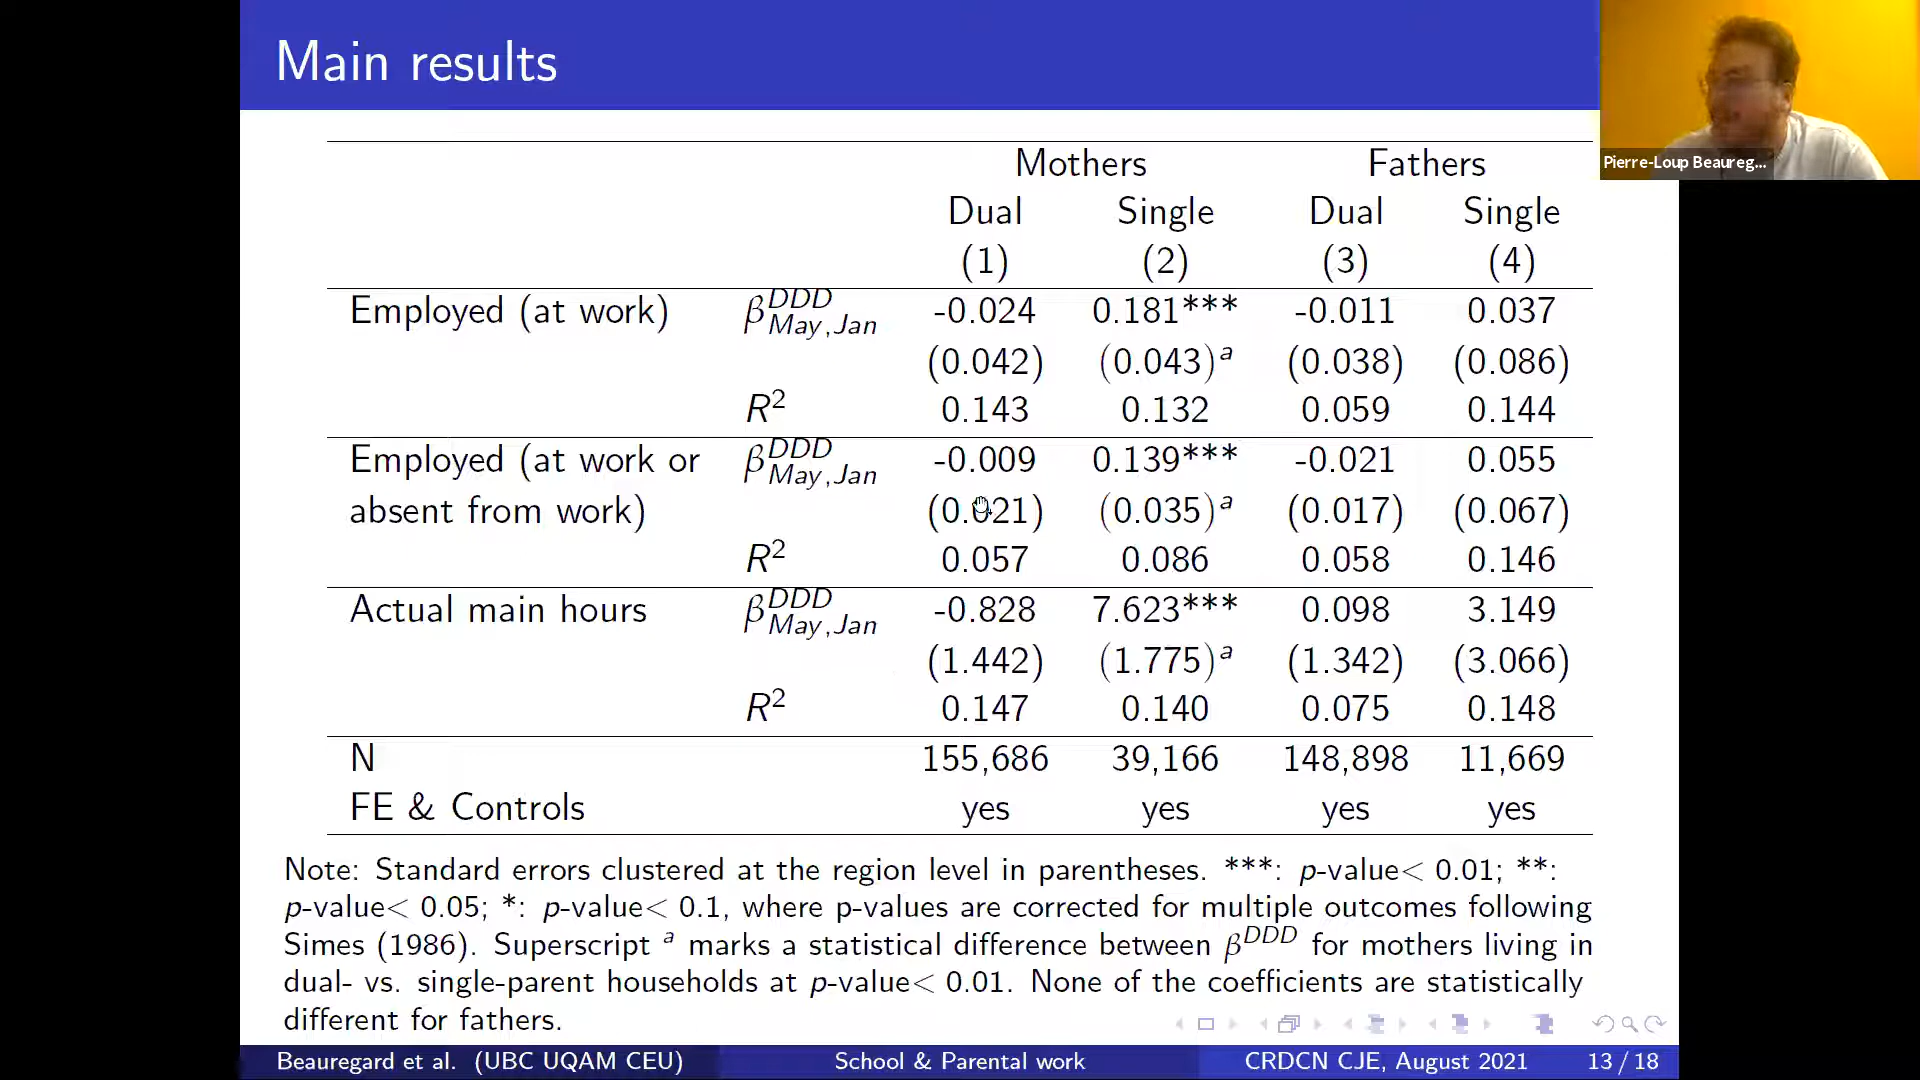 Main results
Pierre-Loup Beaureg...
Mothers Fathers
Dual Single Dual Single
(1) (2) (3) (4)
Employed (at work) β^{DDD}_{May,Jan} -0.024 0.181*** -0.011 0.037
(0.042) (0.043)^a (0.038) (0.086)
R² 0.143 0.132 0.059 0.144
Employed (at work or β^{DDD}_{May,Jan} -0.009 0.139*** -0.021 0.055
absent from work) (0.021) (0.035)^a (0.017) (0.067)
R² 0.057 0.086 0.058 0.146
Actual main hours β^{DDD}_{May,Jan} -0.828 7.623*** 0.098 3.149
(1.442) (1.775)^a (1.342) (3.066)
R² 0.147 0.140 0.075 0.148
N 155,686 39,166 148,898 11,669
FE & Controls yes yes yes yes
Note: Standard errors clustered at the region level in parentheses. ***: p-value< 0.01; **:
p-value< 0.05; *: p-value< 0.1, where p-values are corrected for multiple outcomes following
Simes (1986). Superscript ^a marks a statistical difference between β^{DDD} for mothers living in
dual- vs. single-parent households at p-value< 0.01. None of the coefficients are statistically
different for fathers.
Beauregard et al. (UBC UQAM CEU) School & Parental work CRDCN CJE, August 2021 13 / 18